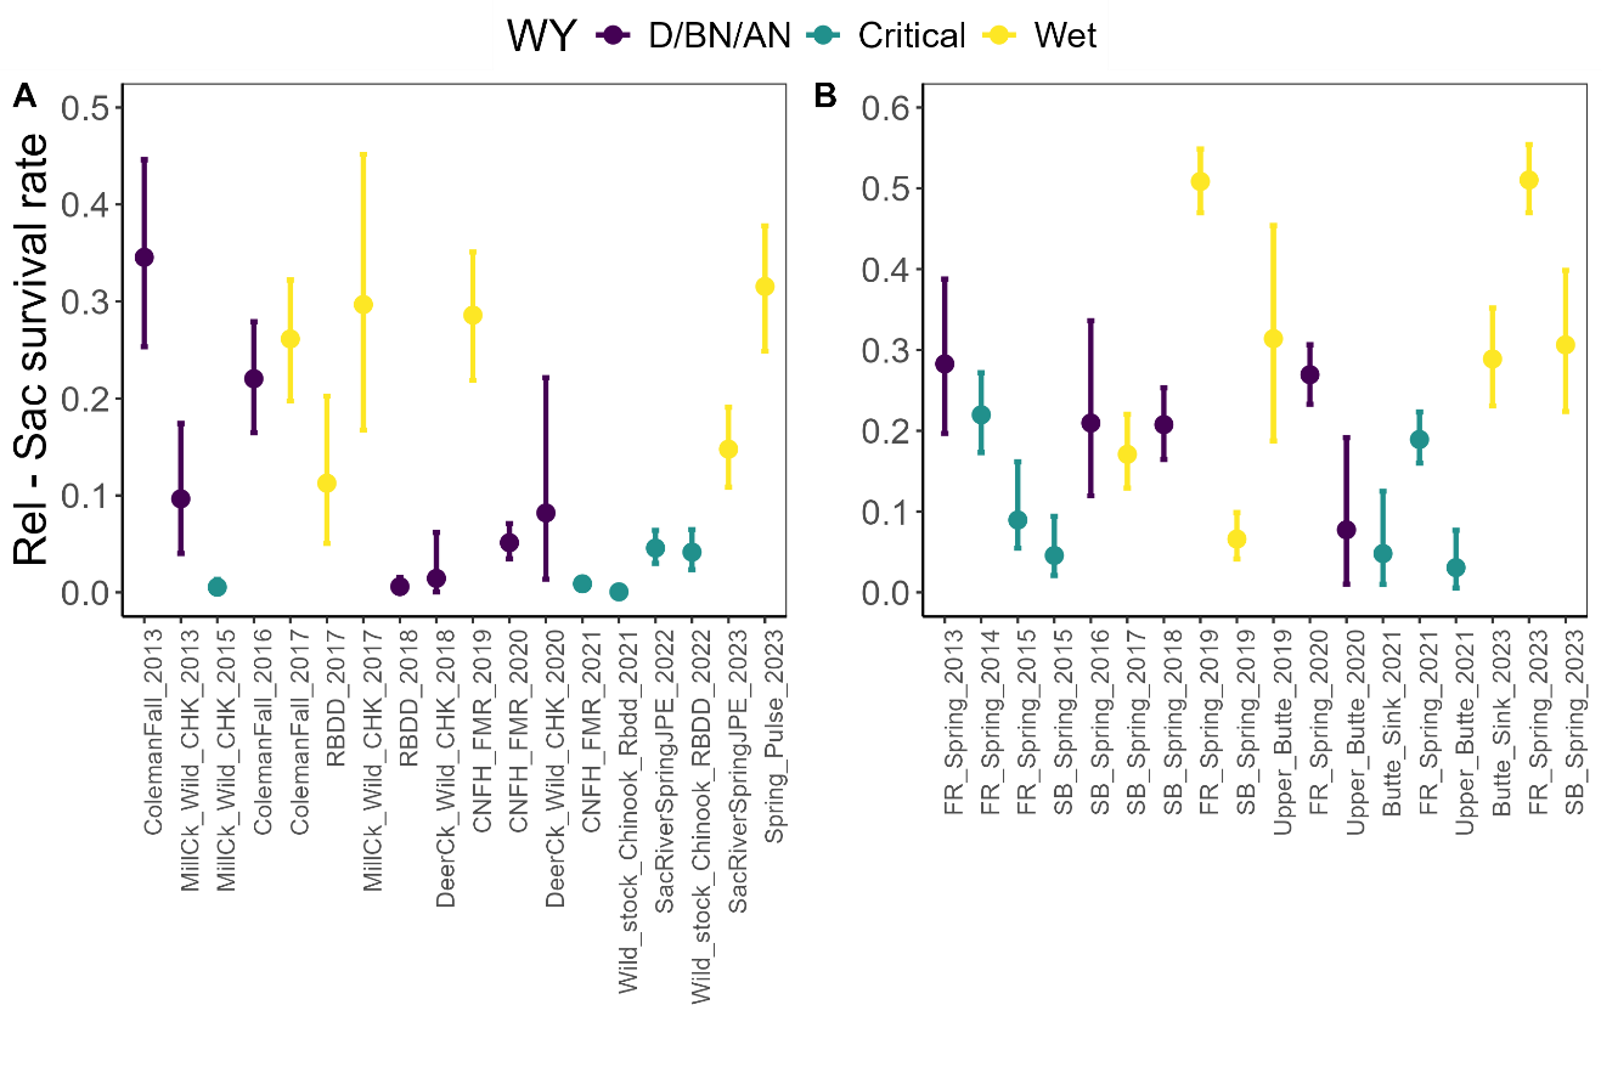 WY D/BN/AN Critical Wet
A
Rel - Sac survival rate
0.5
0.4
0.3
0.2
0.1
0.0
ColemanFall_2013
MillCk_Wild_CHK_2013
MillCk_Wild_CHK_2015
ColemanFall_2016
ColemanFall_2017
RBDD_2017
MillCk_Wild_CHK_2017
RBDD_2018
DeerCk_Wild_CHK_2018
CNFH_FMR_2019
CNFH_FMR_2020
DeerCk_Wild_CHK_2020
CNFH_FMR_2021
Wild_stock_Chinook_Rbdd_2021
SacRiverSpringJPE_2022
Wild_stock_Chinook_RBDD_2022
SacRiverSpringJPE_2023
Spring_Pulse_2023
B
0.6
0.5
0.4
0.3
0.2
0.1
0.0
FR_Spring_2013
FR_Spring_2014
FR_Spring_2015
SB_Spring_2015
SB_Spring_2016
SB_Spring_2017
SB_Spring_2018
FR_Spring_2019
SB_Spring_2019
Upper_Butte_2019
FR_Spring_2020
Upper_Butte_2020
Butte_Sink_2021
FR_Spring_2021
Upper_Butte_2021
Butte_Sink_2023
FR_Spring_2023
SB_Spring_2023